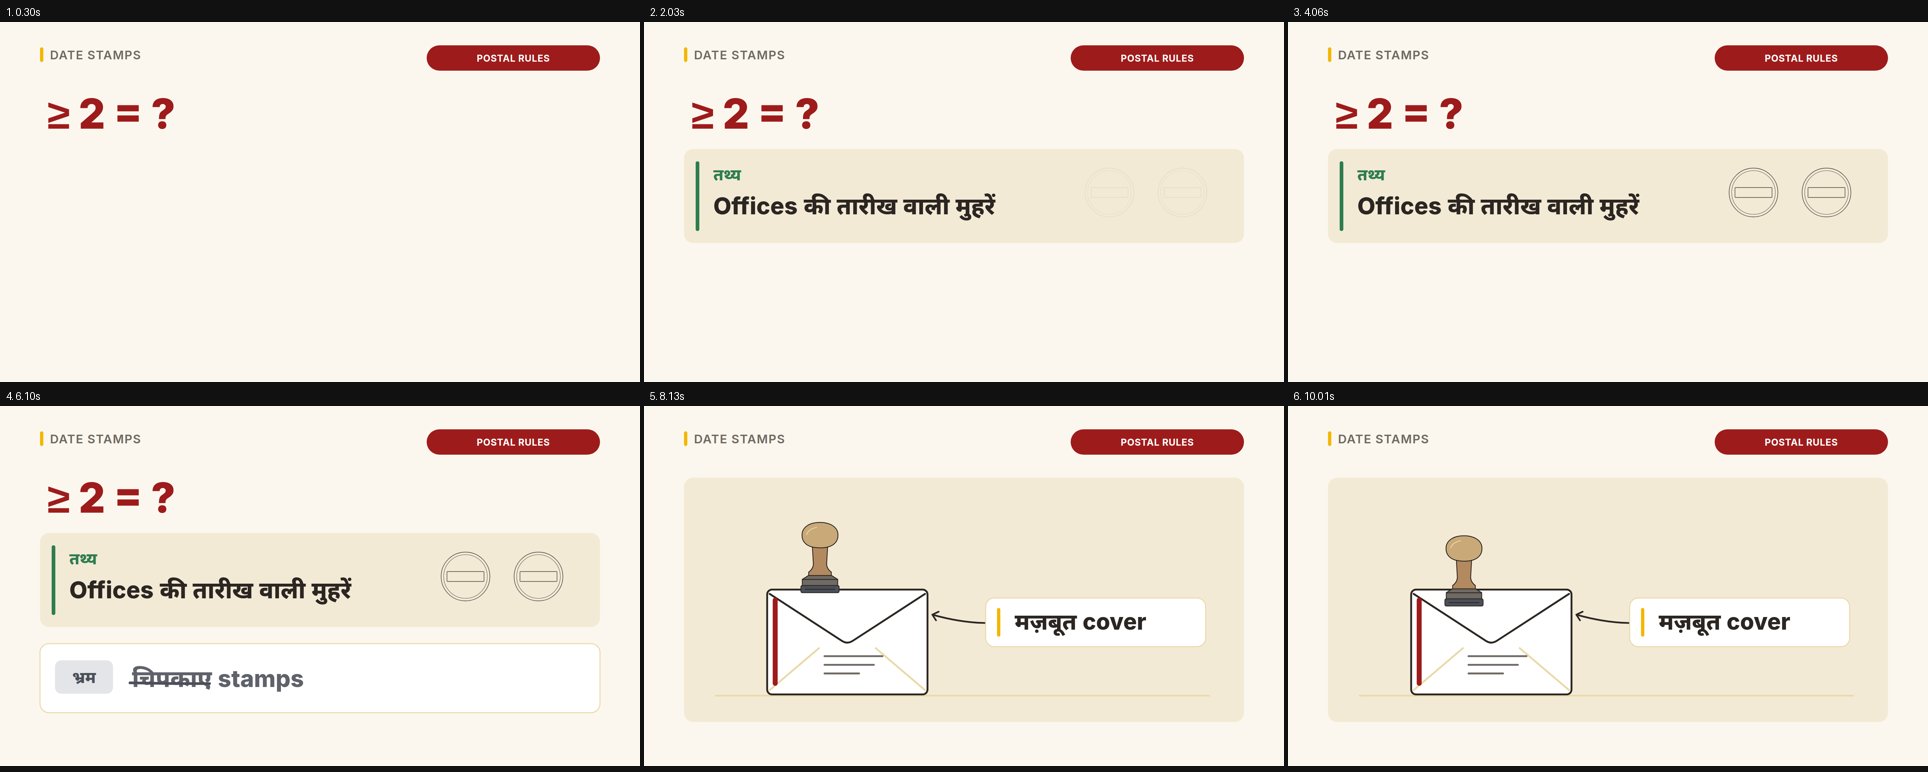 1. 0.30s
DATE STAMPS
POSTAL RULES
≥ 2 = ?
2. 2.03s
DATE STAMPS
POSTAL RULES
≥ 2 = ?
तथ्य
Offices की तारीख वाली मुहरें
3. 4.06s
DATE STAMPS
POSTAL RULES
≥ 2 = ?
तथ्य
Offices की तारीख वाली मुहरें
4. 6.10s
DATE STAMPS
POSTAL RULES
≥ 2 = ?
तथ्य
Offices की तारीख वाली मुहरें
भ्रम
चिपकाए stamps
5. 8.13s
DATE STAMPS
POSTAL RULES
मज़बूत cover
6. 10.01s
DATE STAMPS
POSTAL RULES
मज़बूत cover